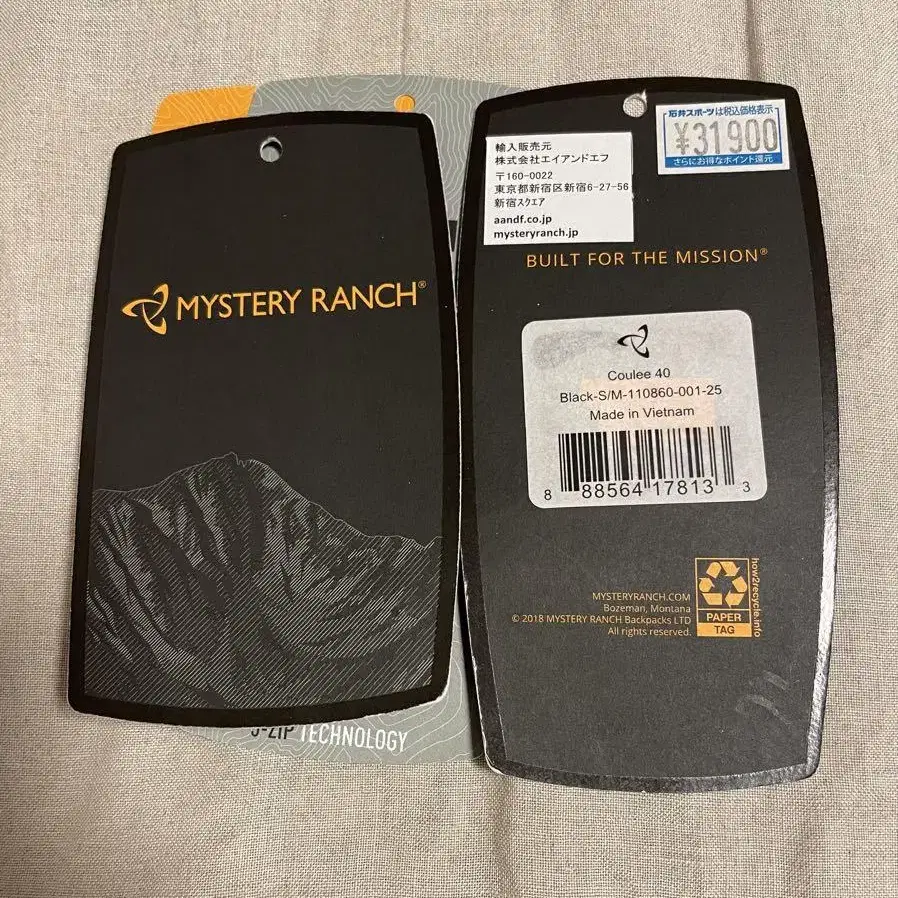 MYSTERY RANCH®
TECHNOLOGY
輸入販売元
株式会社エイアンドエフ
〒160-0022
東京都新宿区新宿6-27-56
新宿スクエア
aandf.co.jp
mysteryranch.jp
石井スポーツは税込価格表示
¥31900
さらにお得なポイント還元
BUILT FOR THE MISSION®
Coulee 40
Black-S/M-110860-001-25
Made in Vietnam
8 88564 17813 3
MYSTERYRANCH.COM
Bozeman, Montana
© 2018 MYSTERY RANCH Backpacks LTD
All rights reserved.
PAPER
TAG
how2recycle.info